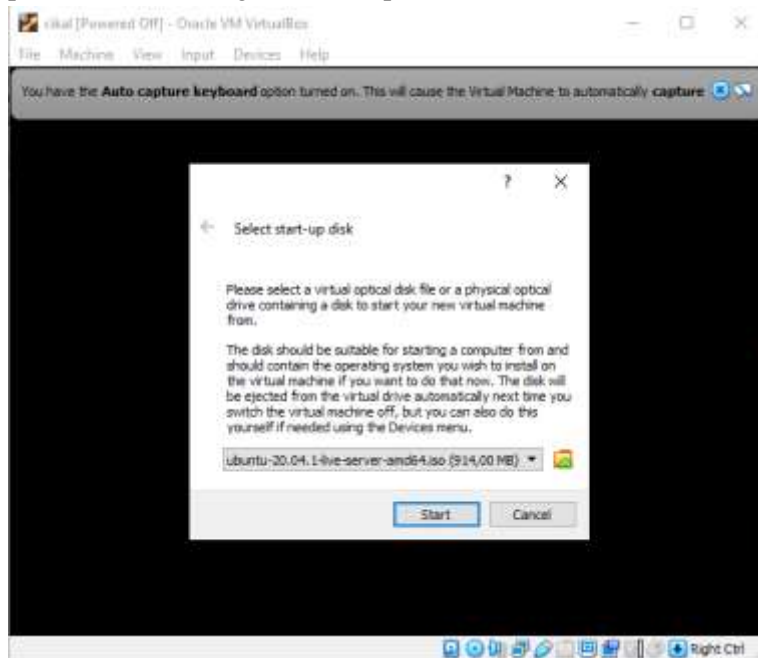 rikal [Powered Off] - Oracle VM VirtualBox
File Machine View Input Devices Help
You have the Auto capture keyboard option turned on. This will cause the Virtual Machine to automatically capture
Select start-up disk
Please select a virtual optical disk file or a physical optical
drive containing a disk to start your new virtual machine
from.
The disk should be suitable for starting a computer from and
should contain the operating system you wish to install on
the virtual machine if you want to do that now. The disk will
be ejected from the virtual drive automatically next time you
switch the virtual machine off, but you can also do this
yourself if needed using the Devices menu.
ubuntu-20.04.1-live-server-amd64.iso (914,00 MB)
Start Cancel
Right Ctrl